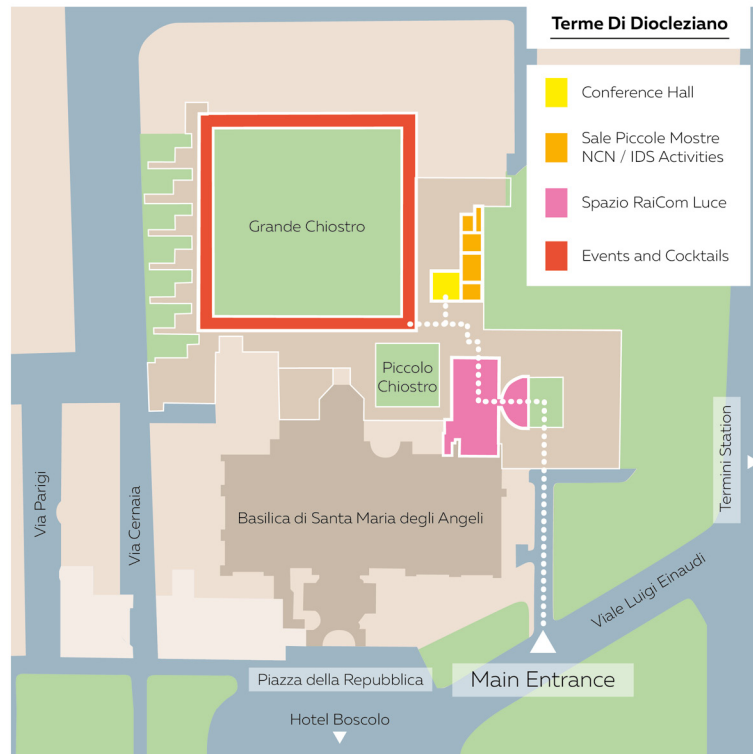 Terme Di Diocleziano
Conference Hall
Sale Piccole Mostre
NCN / IDS Activities
Spazio RaiCom Luce
Events and Cocktails
Grande Chiostro
Piccolo
Chiostro
Basilica di Santa Maria degli Angeli
Via Parigi
Via Cernaia
Termini Station
Viale Luigi Einaudi
Piazza della Repubblica
Main Entrance
Hotel Boscolo